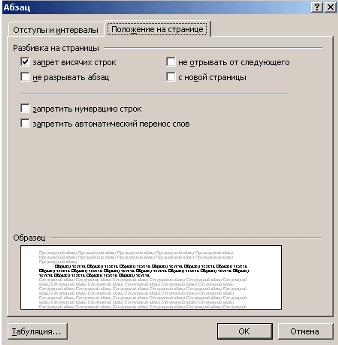 Абзац
Отступы и интервалы Положение на странице
Разбивка на страницы
запрет висячих строк не отрывать от следующего
не разрывать абзац с новой страницы
запретить нумерацию строк
запретить автоматический перенос слов
Образец
Табуляция... OK Отмена